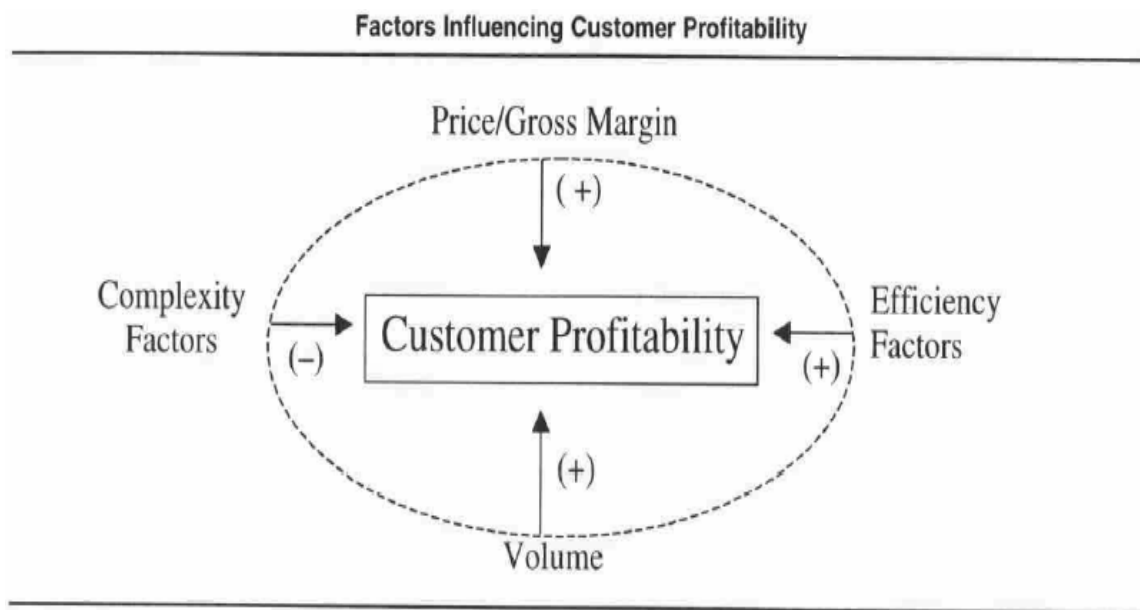 Factors Influencing Customer Profitability
Price/Gross Margin
(+)
Complexity
Factors
(−)
Customer Profitability
Efficiency
Factors
(+)
(+)
Volume